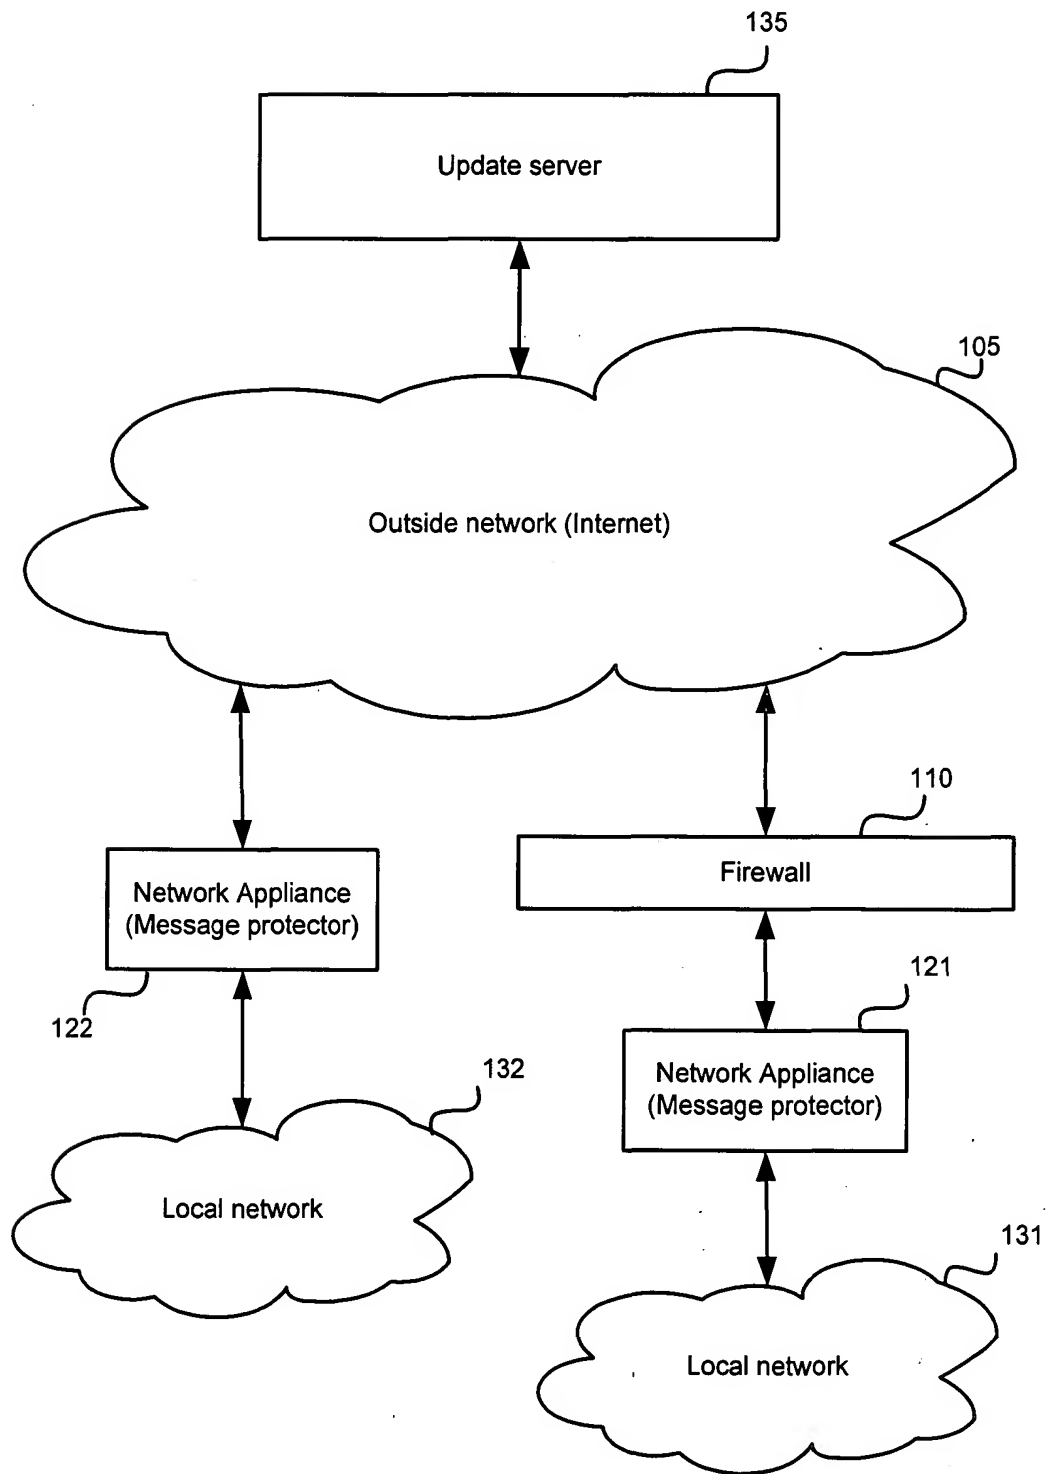 135
Update server
105
Outside network (Internet)
110
Firewall
Network Appliance
(Message protector)
122
121
Network Appliance
(Message protector)
132
Local network
131
Local network